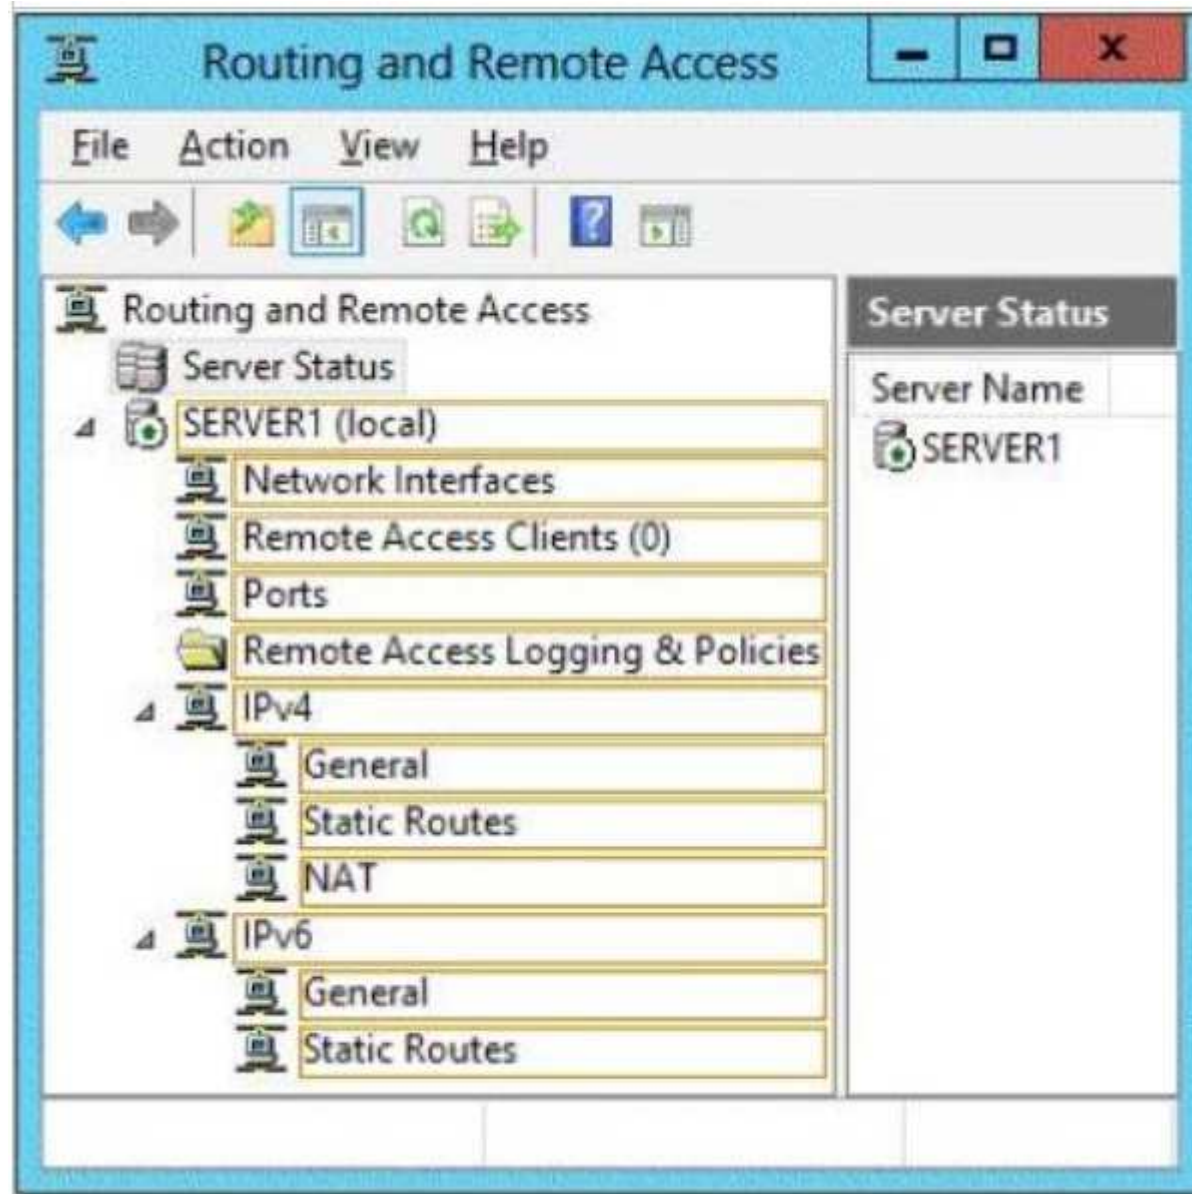 Routing and Remote Access
File Action View Help
Routing and Remote Access
Server Status
SERVER1 (local)
Network Interfaces
Remote Access Clients (0)
Ports
Remote Access Logging & Policies
IPv4
General
Static Routes
NAT
IPv6
General
Static Routes
Server Status
Server Name
SERVER1